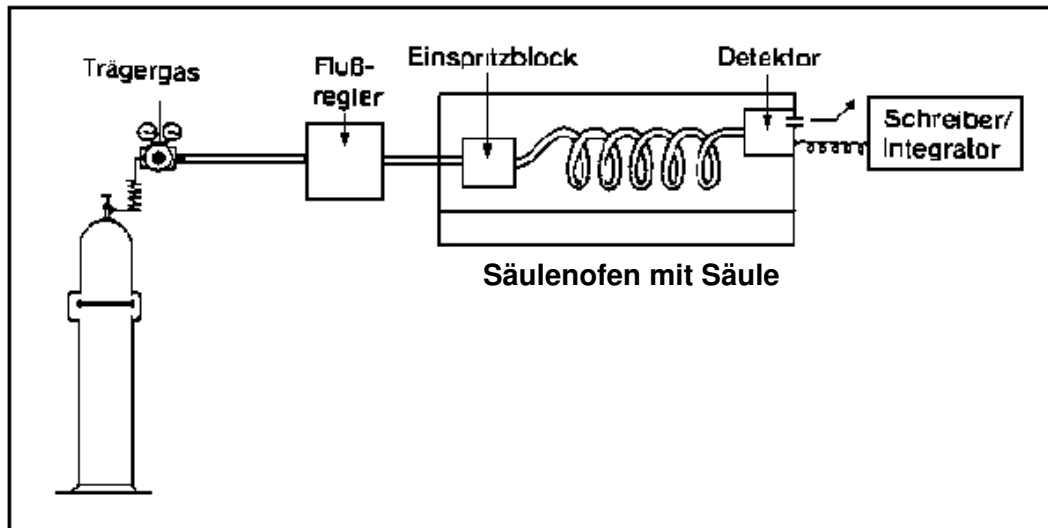 Trägergas
Fluß-
regler
Einspritzblock
Detektor
Schreiber/
Integrator
Säulenofen mit Säule